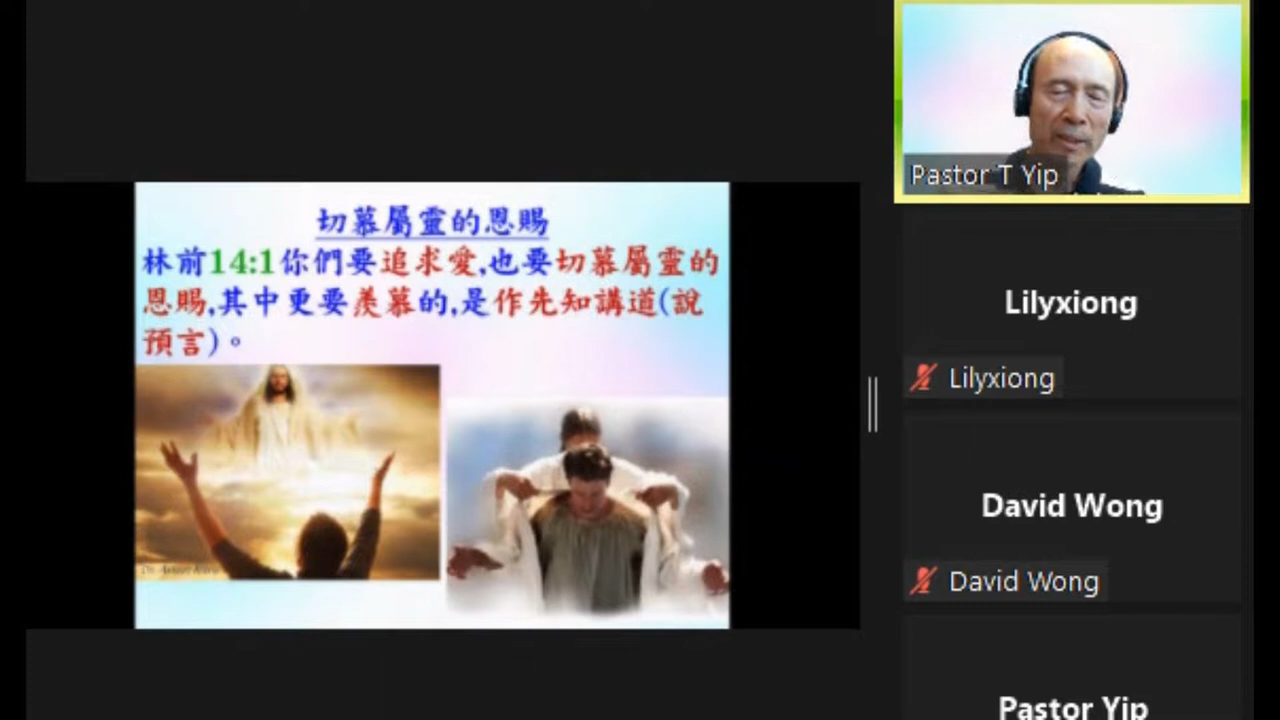 切慕屬靈的恩賜
林前14:1你們要追求愛,也要切慕屬靈的
恩賜,其中更要羨慕的,是作先知講道(說
預言)。
Pastor T Yip
Lilyxiong
Lilyxiong
David Wong
David Wong
Pastor Yip